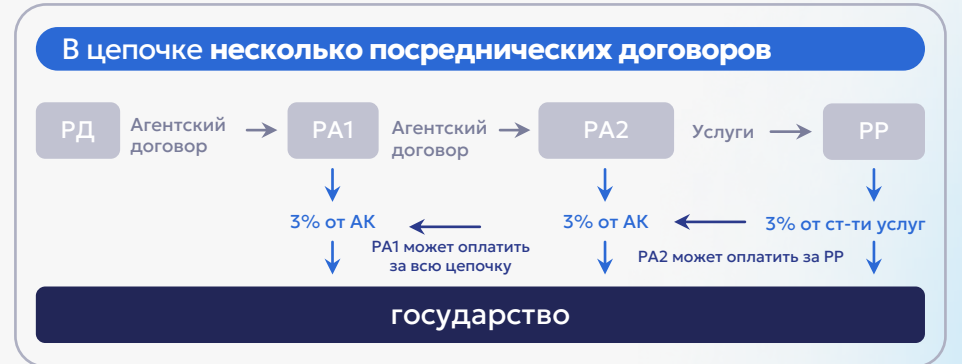 В цепочке несколько посреднических договоров
РД
Агентский
договор
РА1
Агентский
договор
РА2
Услуги
РР
3% от АК
3% от АК
3% от ст-ти услуг
РА1 может оплатить
за всю цепочку
РА2 может оплатить за РР
государство